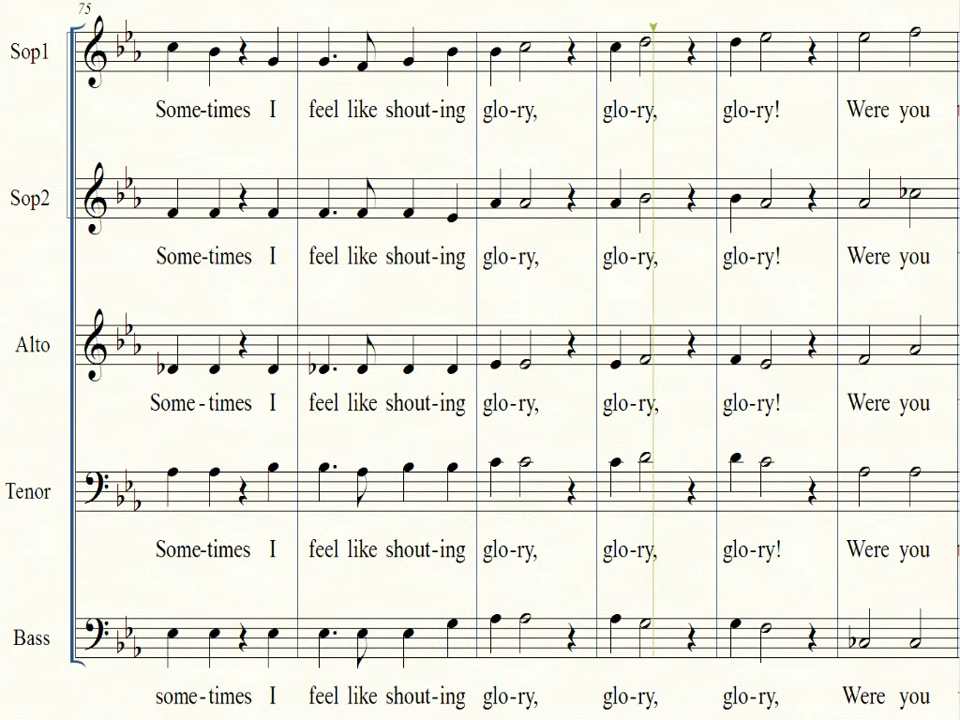 75
Sop1
Some-times I feel like shout-ing glo-ry, glo-ry, glo-ry! Were you
Sop2
Some-times I feel like shout-ing glo-ry, glo-ry, glo-ry! Were you
Alto
Some-times I feel like shout-ing glo-ry, glo-ry, glo-ry! Were you
Tenor
Some-times I feel like shout-ing glo-ry, glo-ry, glo-ry! Were you
Bass
some-times I feel like shout-ing glo-ry, glo-ry, glo-ry, Were you